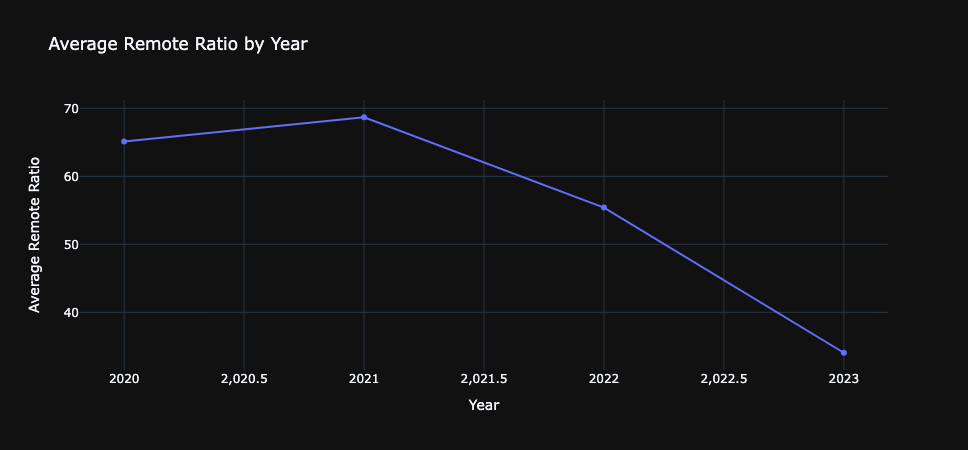 Average Remote Ratio by Year
70
60
50
40
Average Remote Ratio
2020 2,020.5 2021 2,021.5 2022 2,022.5 2023
Year